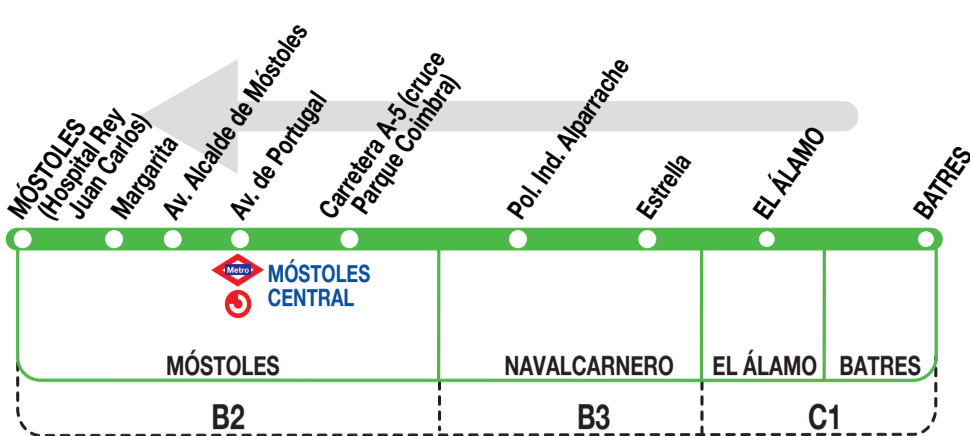 MÓSTOLES
(Hospital Rey
Juan Carlos)
Margarita
Av. Alcalde de Móstoles
Av. de Portugal
Carretera A-5 (cruce
Parque Coimbra)
Pol. Ind. Alparrache
Estrella
EL ÁLAMO
BATRES
Metro
MÓSTOLES
CENTRAL
MÓSTOLES
NAVALCARNERO
EL ÁLAMO
BATRES
B2
B3
C1